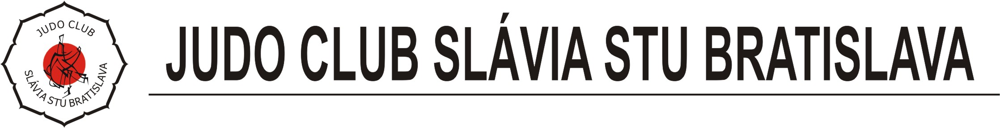 JUDO CLUB
SLÁVIA STU BRATISLAVA
JUDO CLUB SLÁVIA STU BRATISLAVA